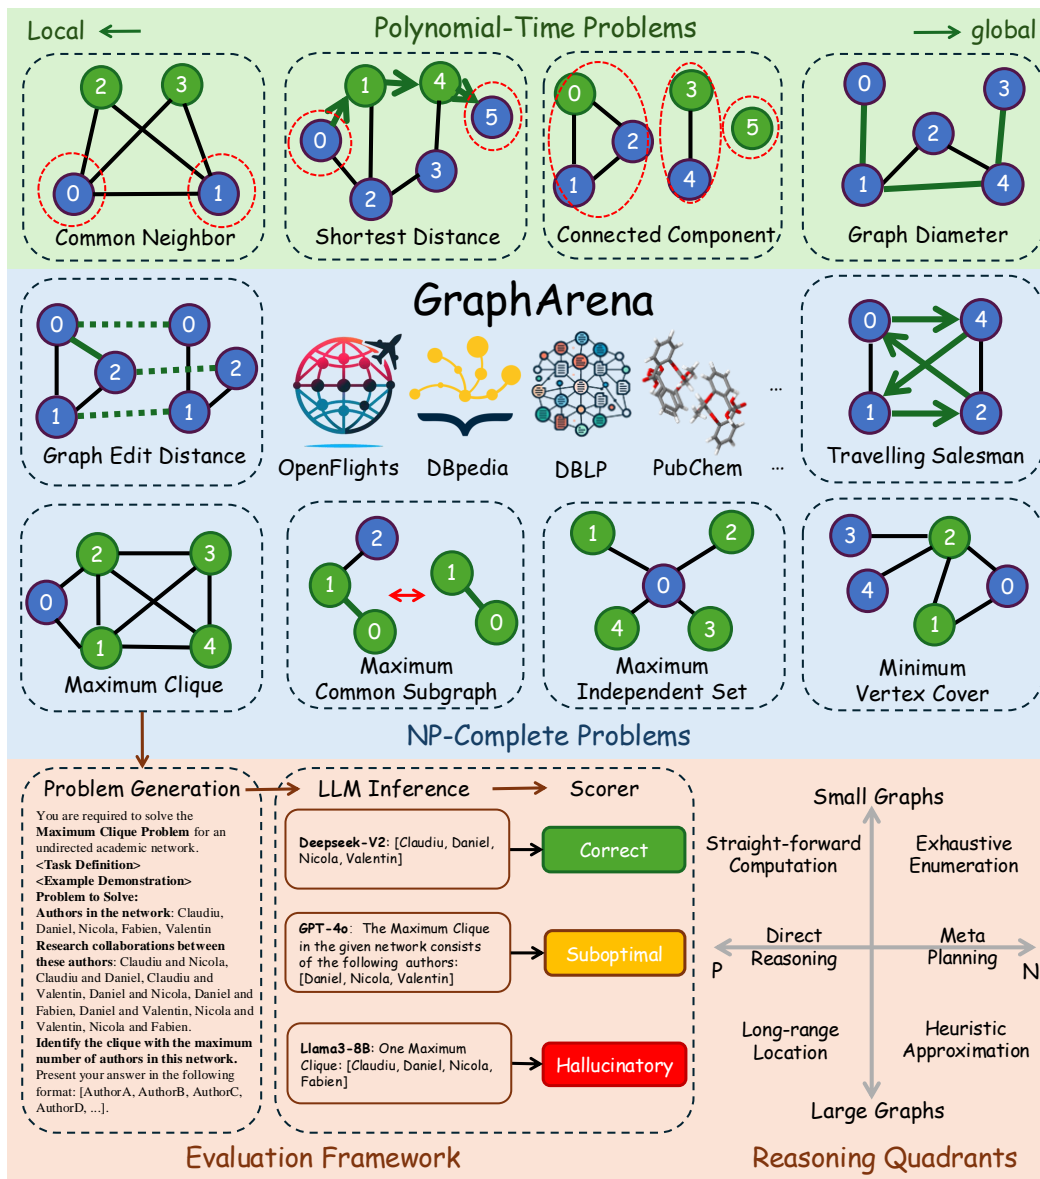 Polynomial-Time Problems
Local
global
2
3
0
1
Common Neighbor
1
4
0
5
3
2
Shortest Distance
0
3
2
5
1
4
Connected Component
0
3
2
1
4
Graph Diameter
GraphArena
0
0
2
2
1
1
Graph Edit Distance
OpenFlights
DBpedia
DBLP
PubChem
...
...
0
4
1
2
Travelling Salesman
2
3
0
1
4
Maximum Clique
2
1
1
0
0
Maximum
Common Subgraph
1
2
0
4
3
Maximum
Independent Set
3
2
4
0
1
Minimum
Vertex Cover
NP-Complete Problems
Problem Generation
You are required to solve the
Maximum Clique Problem for an
undirected academic network.
<Task Definition>
<Example Demonstration>
Problem to Solve:
Authors in the network: Claudiu,
Daniel, Nicola, Fabien, Valentin
Research collaborations between
these authors: Claudiu and Nicola,
Claudiu and Daniel, Claudiu and
Valentin, Daniel and Nicola, Daniel and
Fabien, Daniel and Valentin, Nicola and
Valentin, Nicola and Fabien.
Identify the clique with the maximum
number of authors in this network.
Present your answer in the following
format: [AuthorA, AuthorB, AuthorC,
AuthorD, ...].
LLM Inference
Scorer
Deepseek-V2: [Claudiu, Daniel,
Nicola, Valentin]
Correct
GPT-4o: The Maximum Clique
in the given network consists
of the following authors:
[Daniel, Nicola, Valentin]
Suboptimal
Llama3-8B: One Maximum
Clique: [Claudiu, Daniel, Nicola,
Fabien]
Hallucinatory
Small Graphs
Straight-forward
Computation
Exhaustive
Enumeration
Direct
Reasoning
Meta
Planning
P
N
Long-range
Location
Heuristic
Approximation
Large Graphs
Evaluation Framework
Reasoning Quadrants